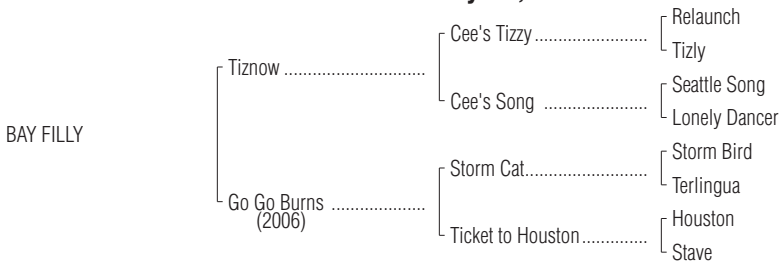 Relaunch
Cee's Tizzy
Tizly
Tiznow
Seattle Song
Cee's Song
Lonely Dancer
BAY FILLY
Storm Bird
Storm Cat
Terlingua
Go Go Burns
(2006)
Houston
Ticket to Houston
Stave